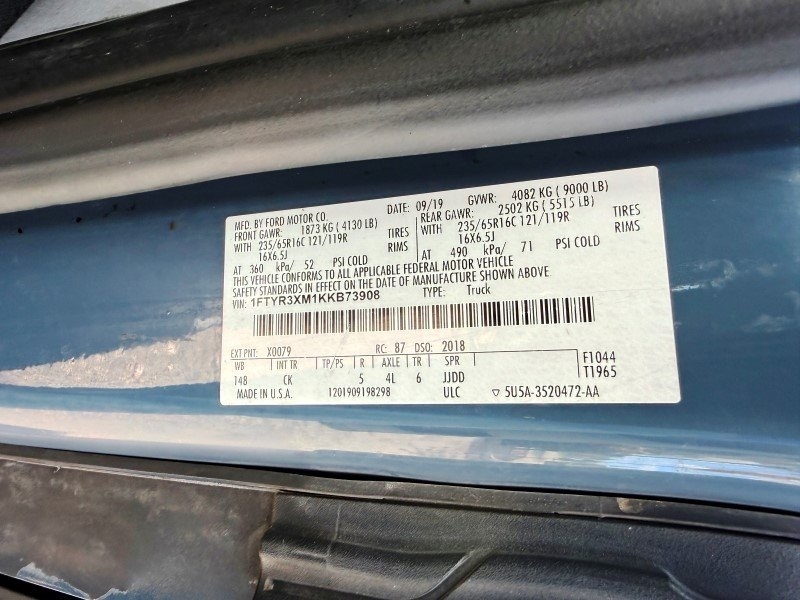 MFD. BY FORD MOTOR CO. DATE: 09/19 GVWR: 4082 KG ( 9000 LB)
FRONT GAWR: 1873 KG ( 4130 LB) REAR GAWR: 2502 KG ( 5515 LB)
WITH 235/65R16C 121/119R TIRES 235/65R16C 121/119R TIRES
16X6.5J RIMS 16X6.5J RIMS
AT 360 kPa/ 52 PSI COLD AT 490 kPa/ 71 PSI COLD
THIS VEHICLE CONFORMS TO ALL APPLICABLE FEDERAL MOTOR VEHICLE
SAFETY STANDARDS IN EFFECT ON THE DATE OF MANUFACTURE SHOWN ABOVE
VIN: 1FTYR3XM1KKB73908 TYPE: Truck
EXT PNT: X0079 RC: 87 DSO: 2018
WB INT TR TP/PS R AXLE TR SPR F1044
148 CK 5 4L 6 JJDD T1965
MADE IN U.S.A. 1201909198298 ULC ▽ 5U5A-3520472-AA